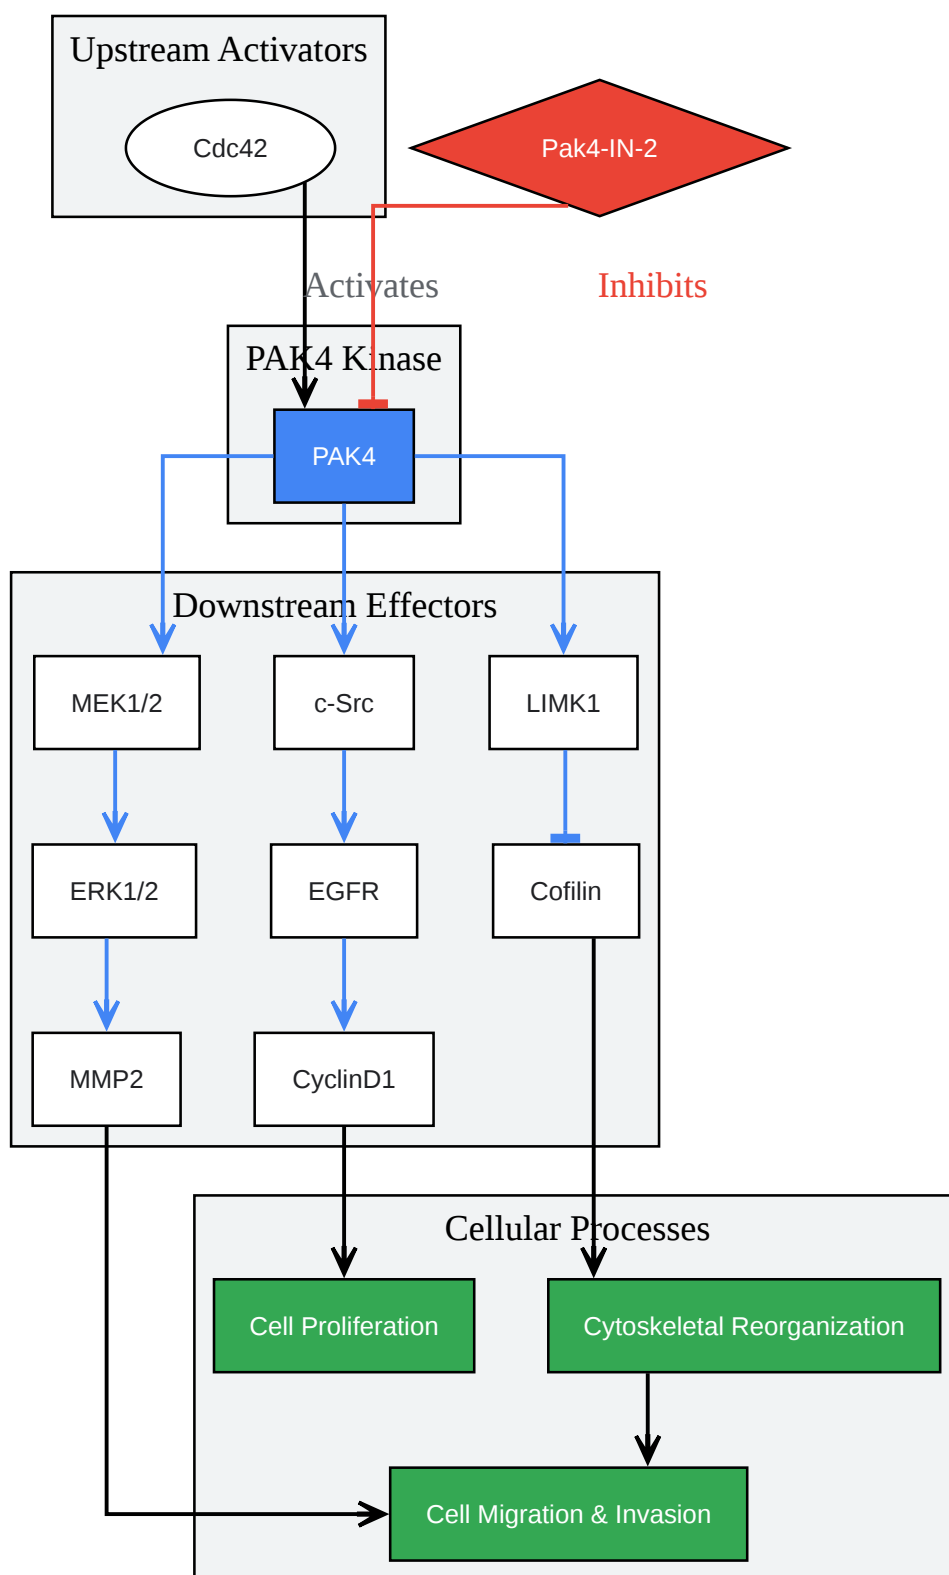 Upstream Activators
Cdc42
Pak4-IN-2
Activates
Inhibits
PAK4 Kinase
PAK4
Downstream Effectors
MEK1/2
c-Src
LIMK1
ERK1/2
EGFR
Cofilin
MMP2
CyclinD1
Cellular Processes
Cell Proliferation
Cytoskeletal Reorganization
Cell Migration & Invasion